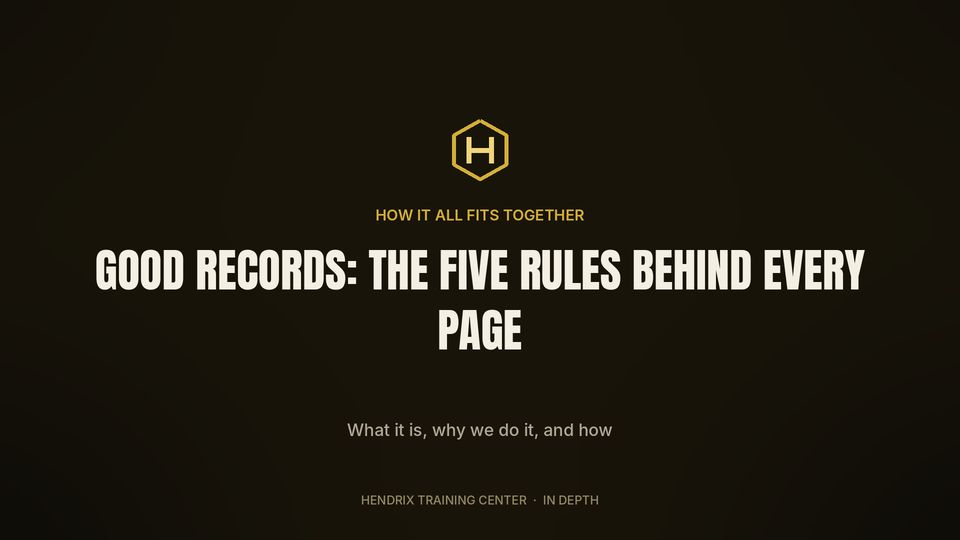 H
HOW IT ALL FITS TOGETHER
GOOD RECORDS: THE FIVE RULES BEHIND EVERY
PAGE
What it is, why we do it, and how
HENDRIX TRAINING CENTER · IN DEPTH